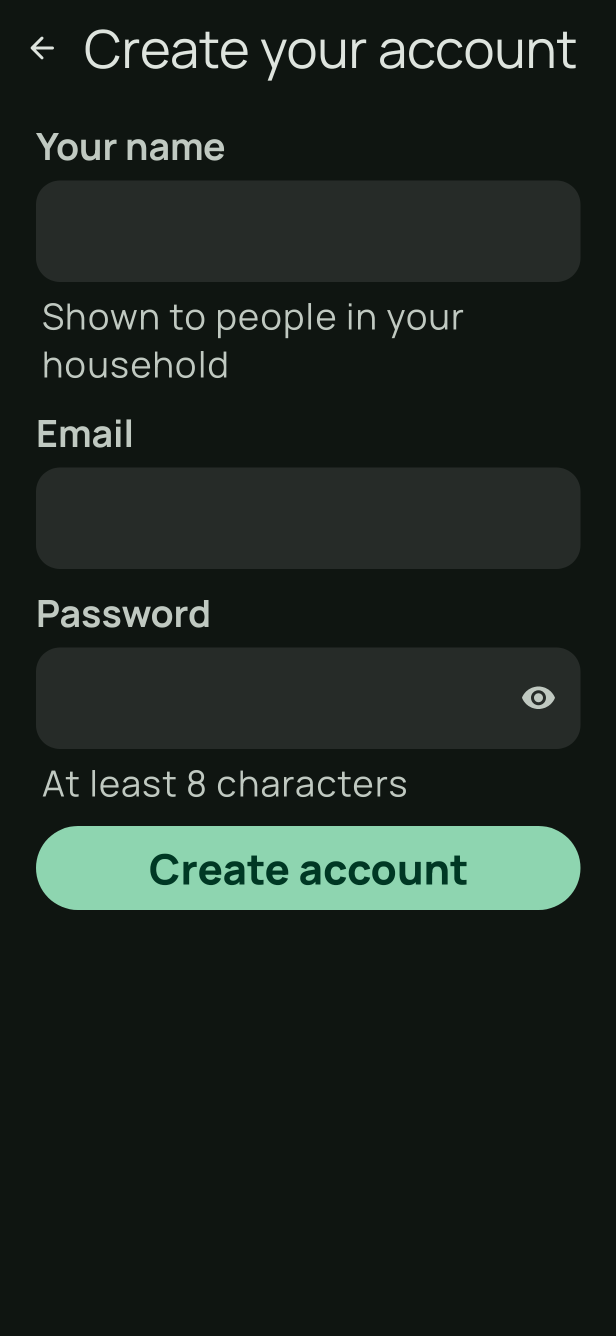 Create your account
Your name
Shown to people in your
household
Email
Password
At least 8 characters
Create account